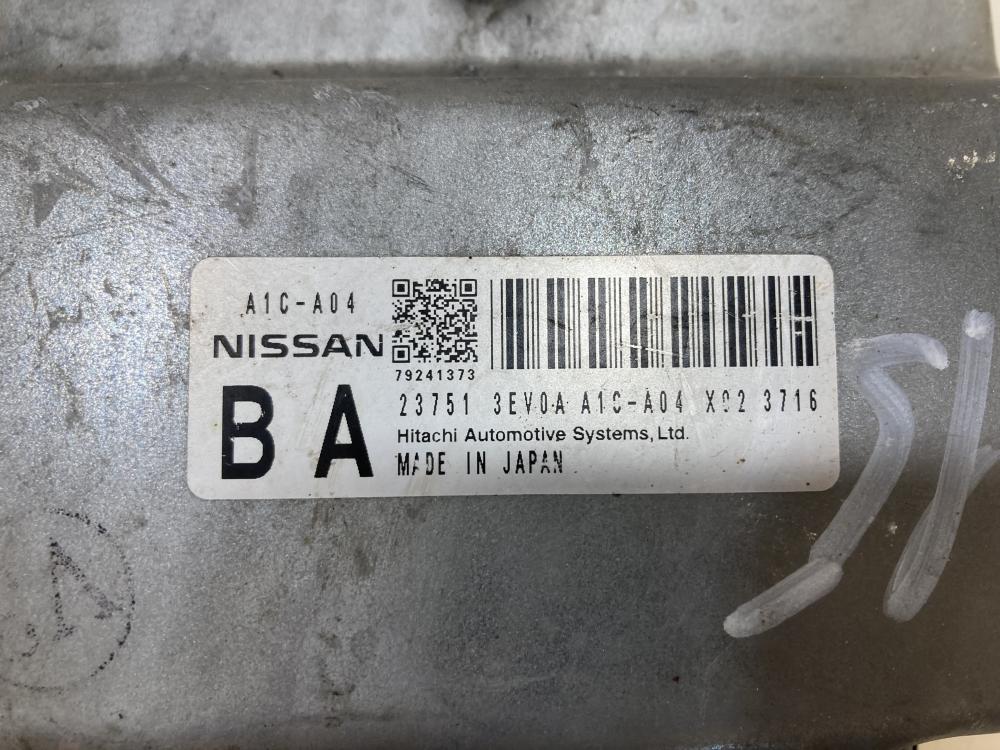 A1C-A04
NISSAN
79241373
BA
23751 3EV0A A1C-A04 X02 3716
Hitachi Automotive Systems, Ltd.
MADE IN JAPAN